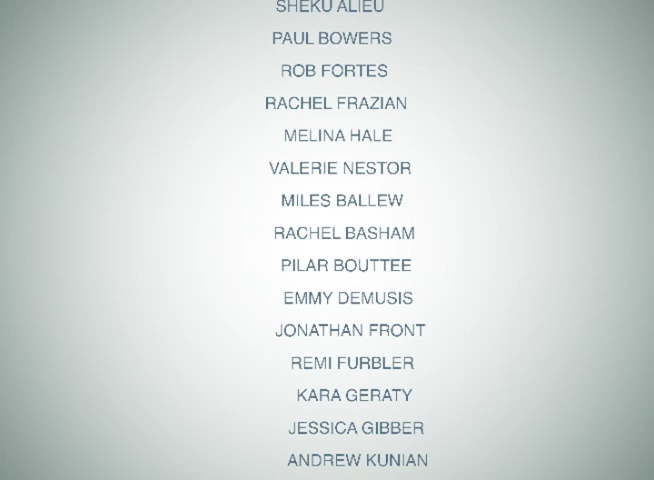 SHEKU ALIEU
PAUL BOWERS
ROB FORTES
RACHEL FRAZIAN
MELINA HALE
VALERIE NESTOR
MILES BALLEW
RACHEL BASHAM
PILAR BOUTTEE
EMMY DEMUSIS
JONATHAN FRONT
REMI FURBLER
KARA GERATY
JESSICA GIBBER
ANDREW KUNIAN